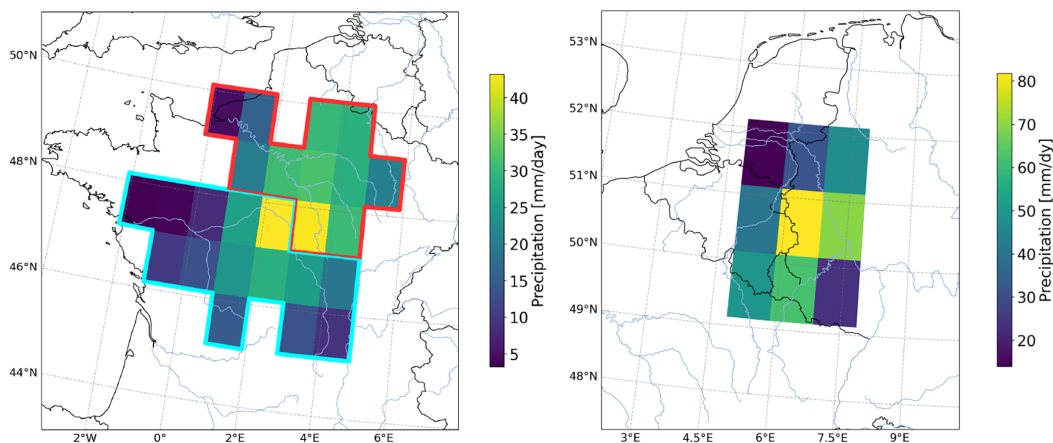 50°N
48°N
46°N
44°N
2°W
0°
2°E
4°E
6°E
40
35
30
25
20
15
10
5
Precipitation [mm/day]
53°N
52°N
51°N
50°N
49°N
48°N
3°E
4.5°E
6°E
7.5°E
9°E
80
70
60
50
40
30
20
Precipitation [mm/dy]